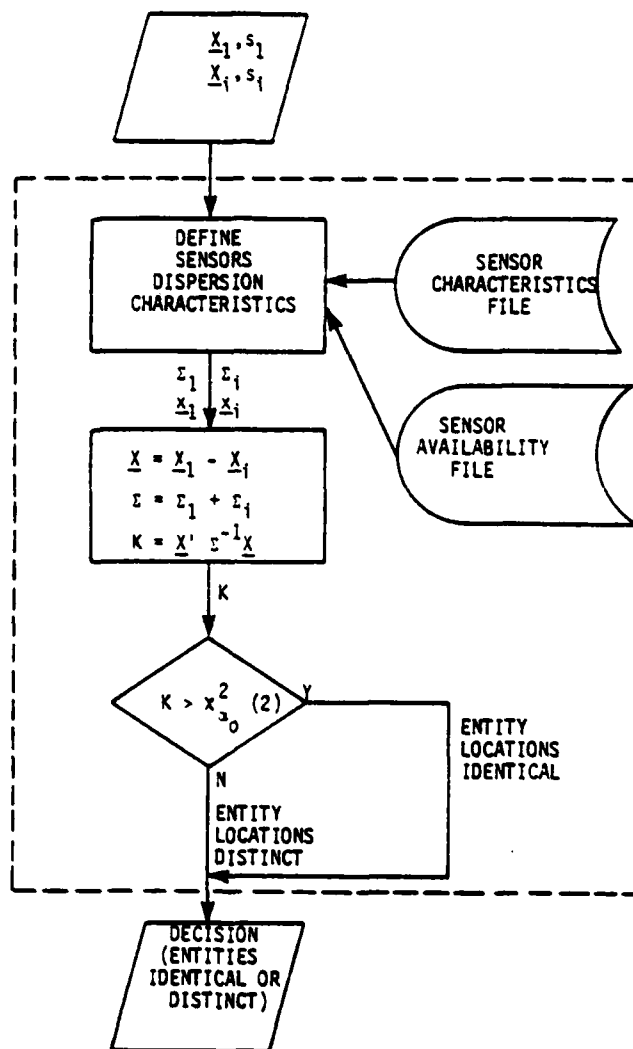 X₁,s₁
Xᵢ,sᵢ
DEFINE
SENSORS
DISPERSION
CHARACTERISTICS
SENSOR
CHARACTERISTICS
FILE
Σ₁ Σᵢ
x₁ xᵢ
SENSOR
AVAILABILITY
FILE
X = X₁ - Xᵢ
Σ = Σ₁ + Σᵢ
K = X' Σ⁻¹X
K
K > χ²α₀ (2)
Y
ENTITY
LOCATIONS
IDENTICAL
N
ENTITY
LOCATIONS
DISTINCT
DECISION
(ENTITIES
IDENTICAL OR
DISTINCT)